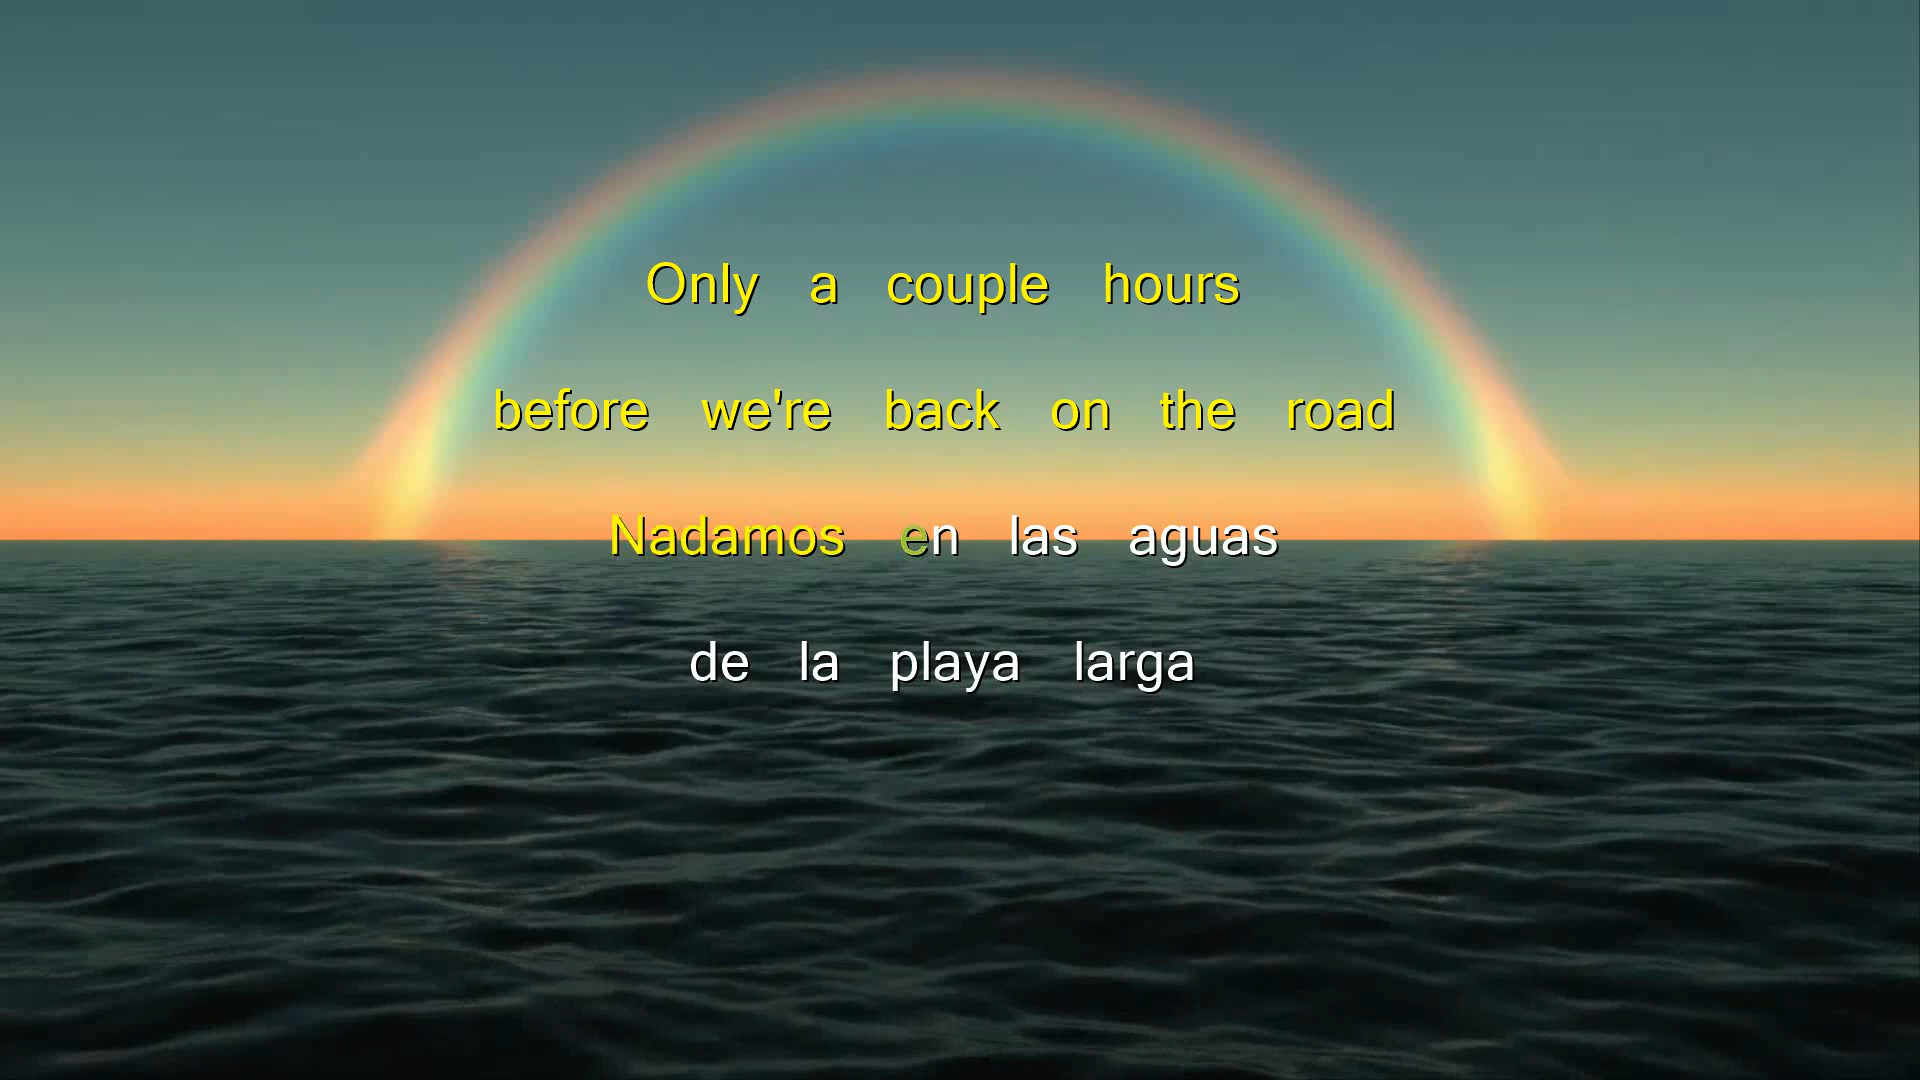 Only a couple hours
before we're back on the road
Nadamos en las aguas
de la playa larga